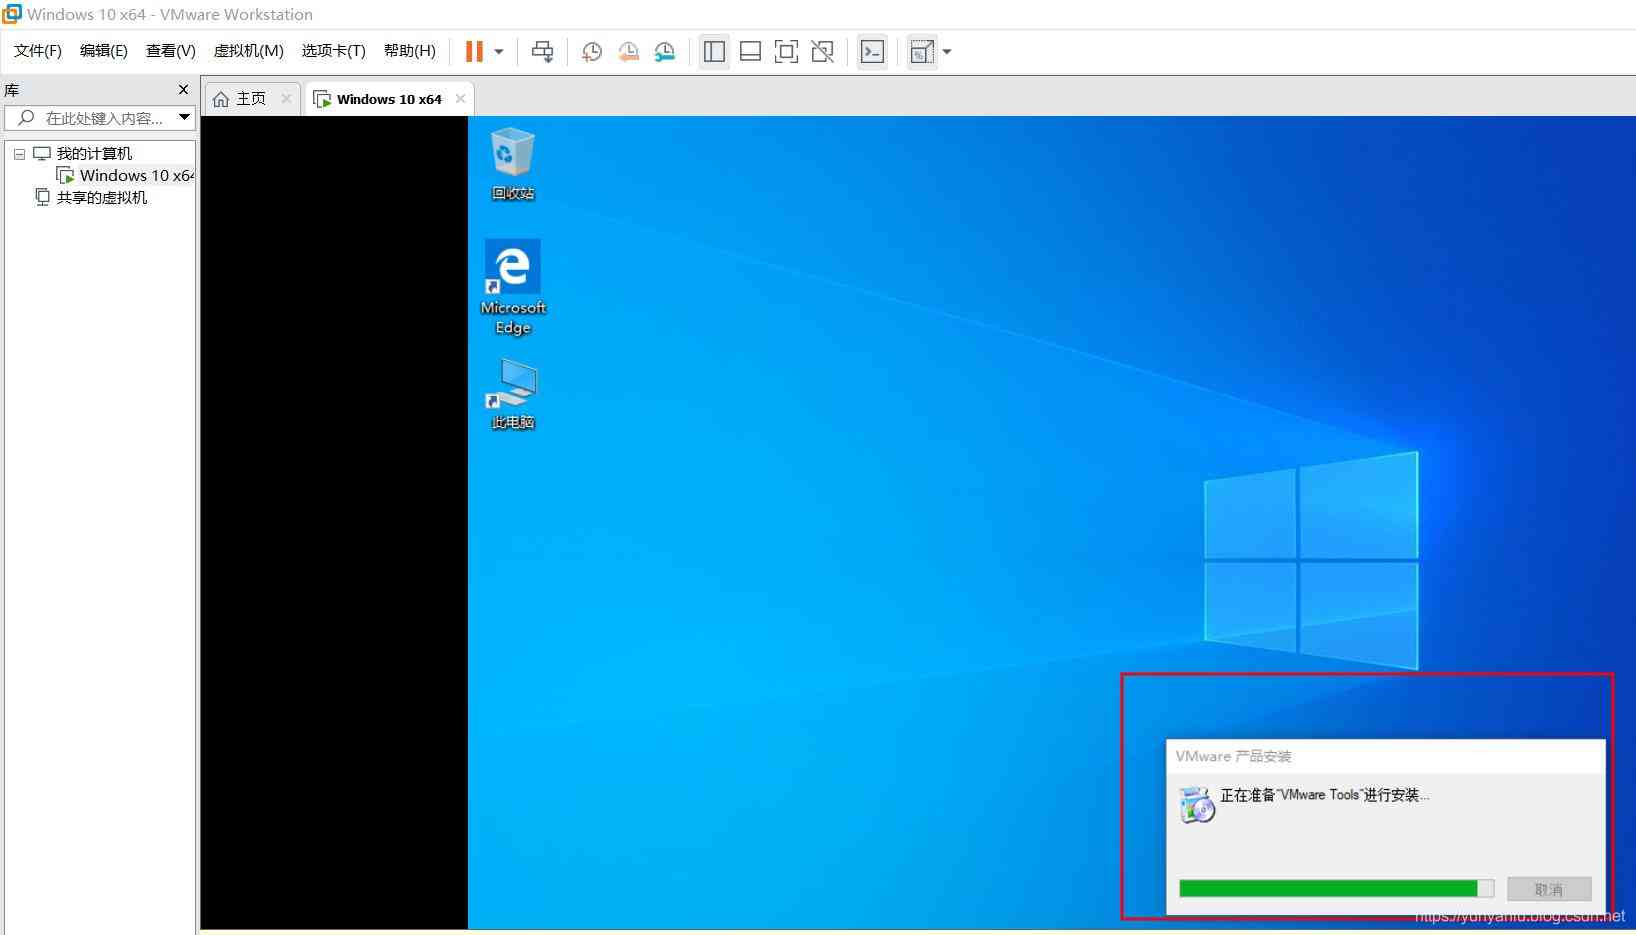 Windows 10 x64 - VMware Workstation
文件(F) 编辑(E) 查看(V) 虚拟机(M) 选项卡(T) 帮助(H)
库
在此处键入内容...
我的计算机
Windows 10 x64
共享的虚拟机
主页
Windows 10 x64
回收站
Microsoft
Edge
此电脑
VMware 产品安装
正在准备"VMware Tools"进行安装...
取消
https://yunyanfu.blog.csdn.net